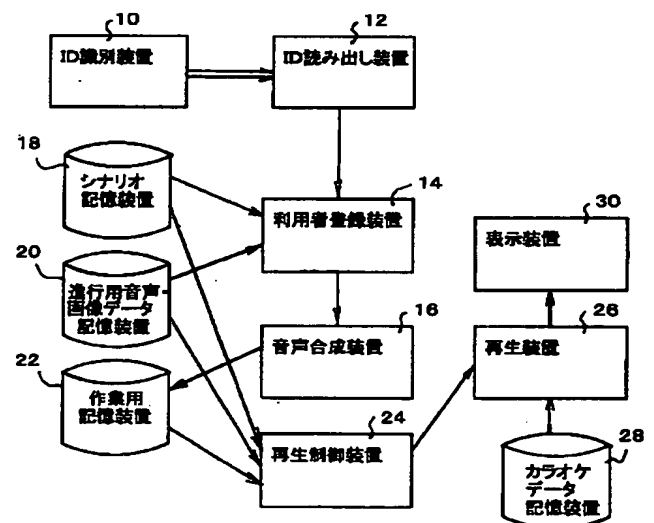 10
ID識別装置
12
ID読み出し装置
18
シナリオ
記憶装置
14
利用者登録装置
30
表示装置
20
進行用音声・
画像データ
記憶装置
16
音声合成装置
26
再生装置
22
作業用
記憶装置
24
再生制御装置
28
カラオケ
データ
記憶装置